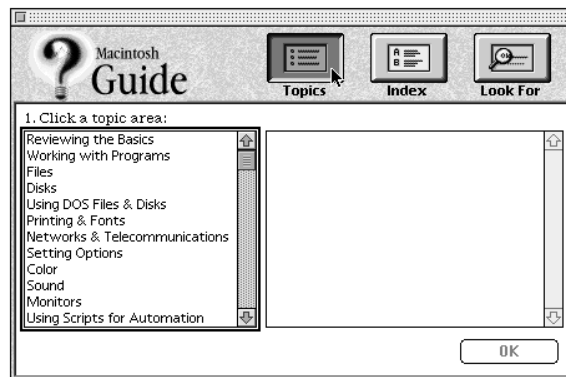 Macintosh
Guide
Topics
Index
Look For
1. Click a topic area:
Reviewing the Basics
Working with Programs
Files
Disks
Using DOS Files & Disks
Printing & Fonts
Networks & Telecommunications
Setting Options
Color
Sound
Monitors
Using Scripts for Automation
OK